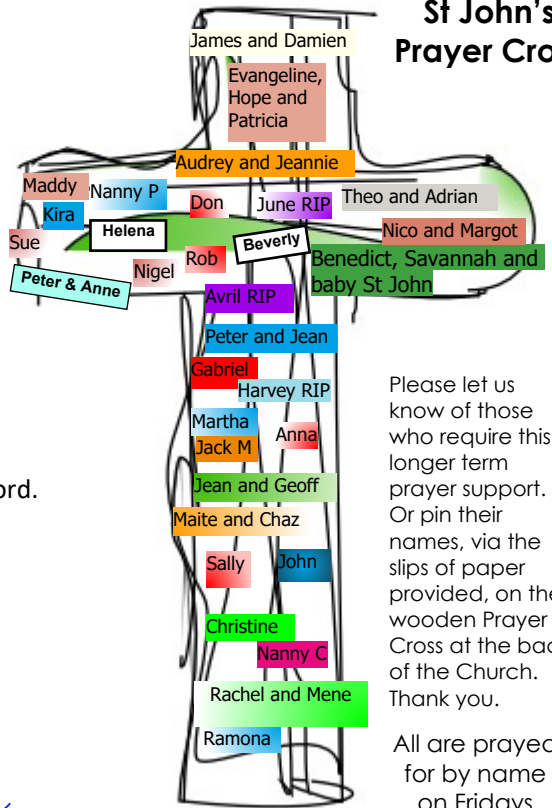 St John's
Prayer Cro
James and Damien
Evangeline,
Hope and
Patricia
Audrey and Jeannie
Maddy
Nanny P
Don
June RIP
Theo and Adrian
Kira
Sue
Helena
Beverly
Nico and Margot
Nigel
Rob
Benedict, Savannah and
baby St John
Peter & Anne
Avril RIP
Peter and Jean
Gabriel
Harvey RIP
Martha
Jack M
Anna
ord.
Jean and Geoff
Maite and Chaz
Sally
John
Christine
Nanny C
Rachel and Mene
Ramona
Please let us
know of those
who require this
longer term
prayer support.
Or pin their
names, via the
slips of paper
provided, on the
wooden Prayer
Cross at the bac
of the Church.
Thank you.
All are prayed
for by name
on Fridays